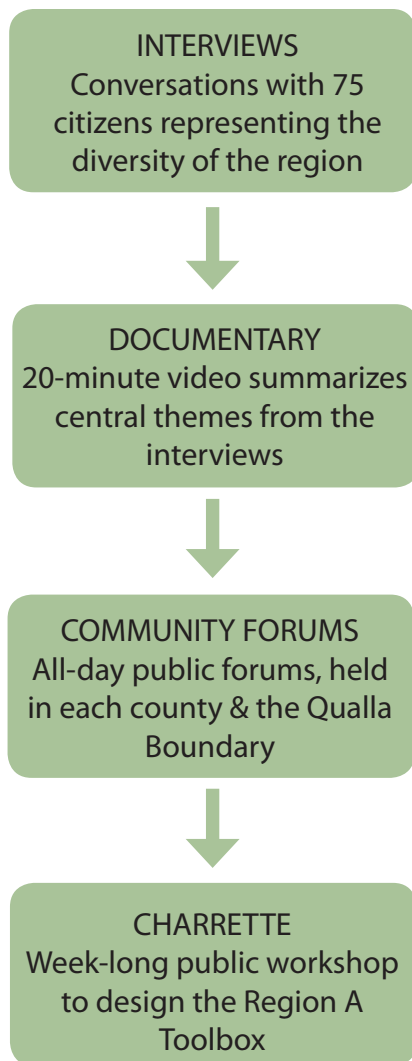 INTERVIEWS
Conversations with 75
citizens representing the
diversity of the region
DOCUMENTARY
20-minute video summarizes
central themes from the
interviews
COMMUNITY FORUMS
All-day public forums, held
in each county & the Qualla
Boundary
CHARRETTE
Week-long public workshop
to design the Region A
Toolbox